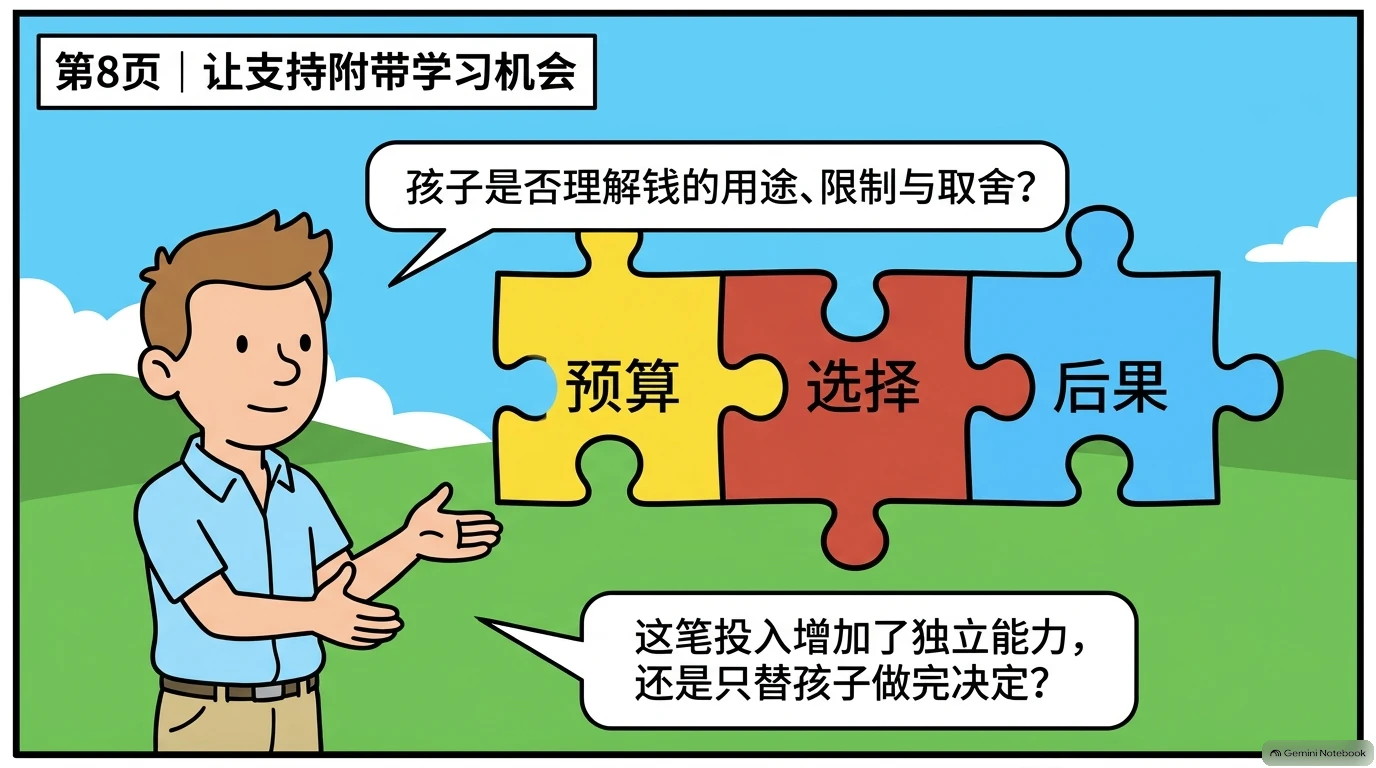 第8页｜让支持附带学习机会
孩子是否理解钱的用途、限制与取舍？
预算
选择
后果
这笔投入增加了独立能力，
还是只替孩子做完决定？
Gemini Notebook